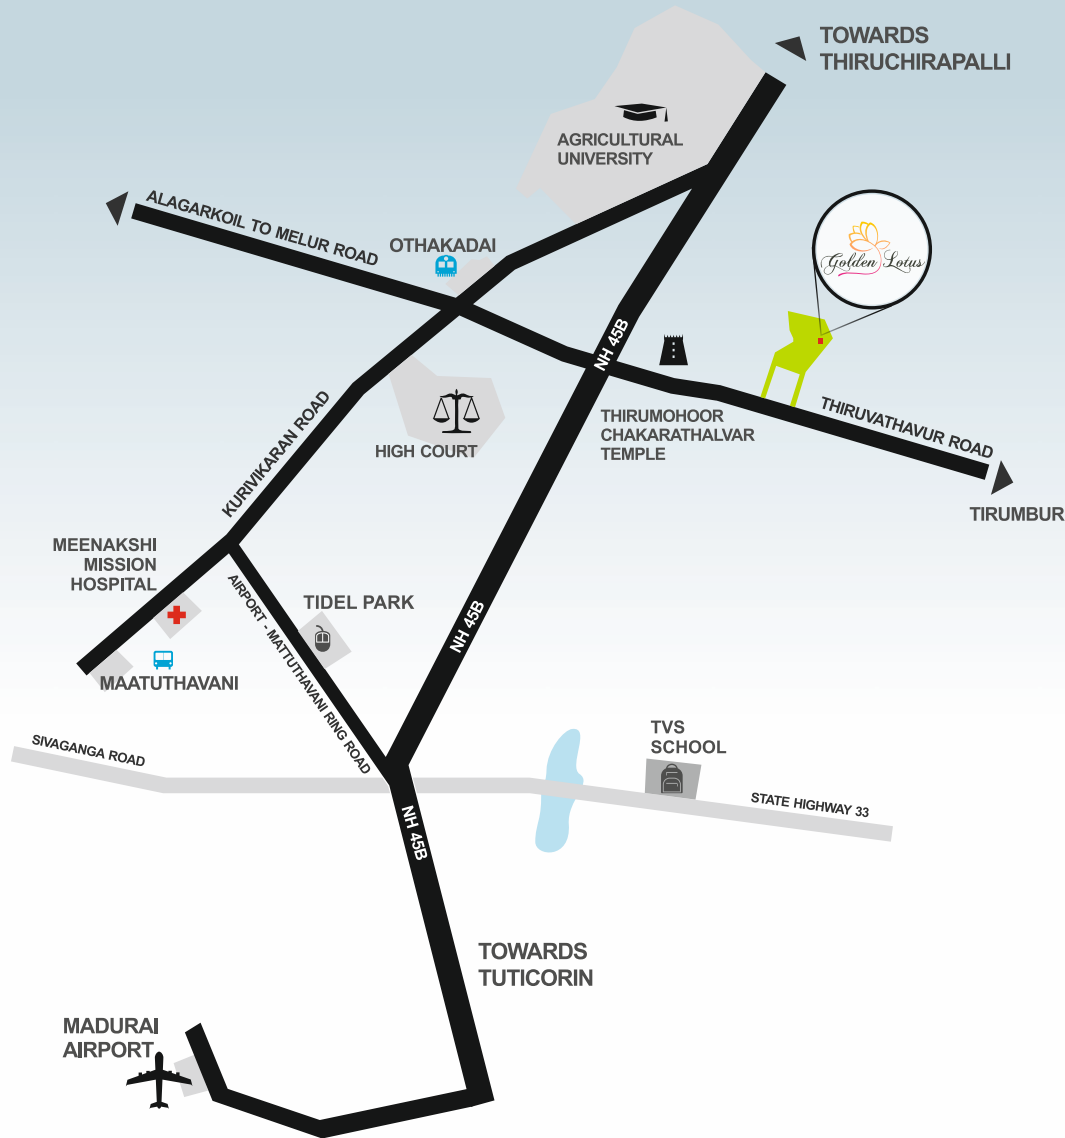 TOWARDS
THIRUCHIRAPALLI
AGRICULTURAL
UNIVERSITY
ALAGARKOIL TO MELUR ROAD
OTHAKADAI
Golden Lotus
NH 45B
THIRUMOHOOR
CHAKARATHALVAR
TEMPLE
THIRUVATHAVUR ROAD
TIRUMBUR
HIGH COURT
KURIVIKARAN ROAD
MEENAKSHI
MISSION
HOSPITAL
AIRPORT - MATTUTHAVANI RING ROAD
TIDEL PARK
NH 45B
MAATUTHAVANI
SIVAGANGA ROAD
TVS
SCHOOL
STATE HIGHWAY 33
NH 45B
TOWARDS
TUTICORIN
MADURAI
AIRPORT